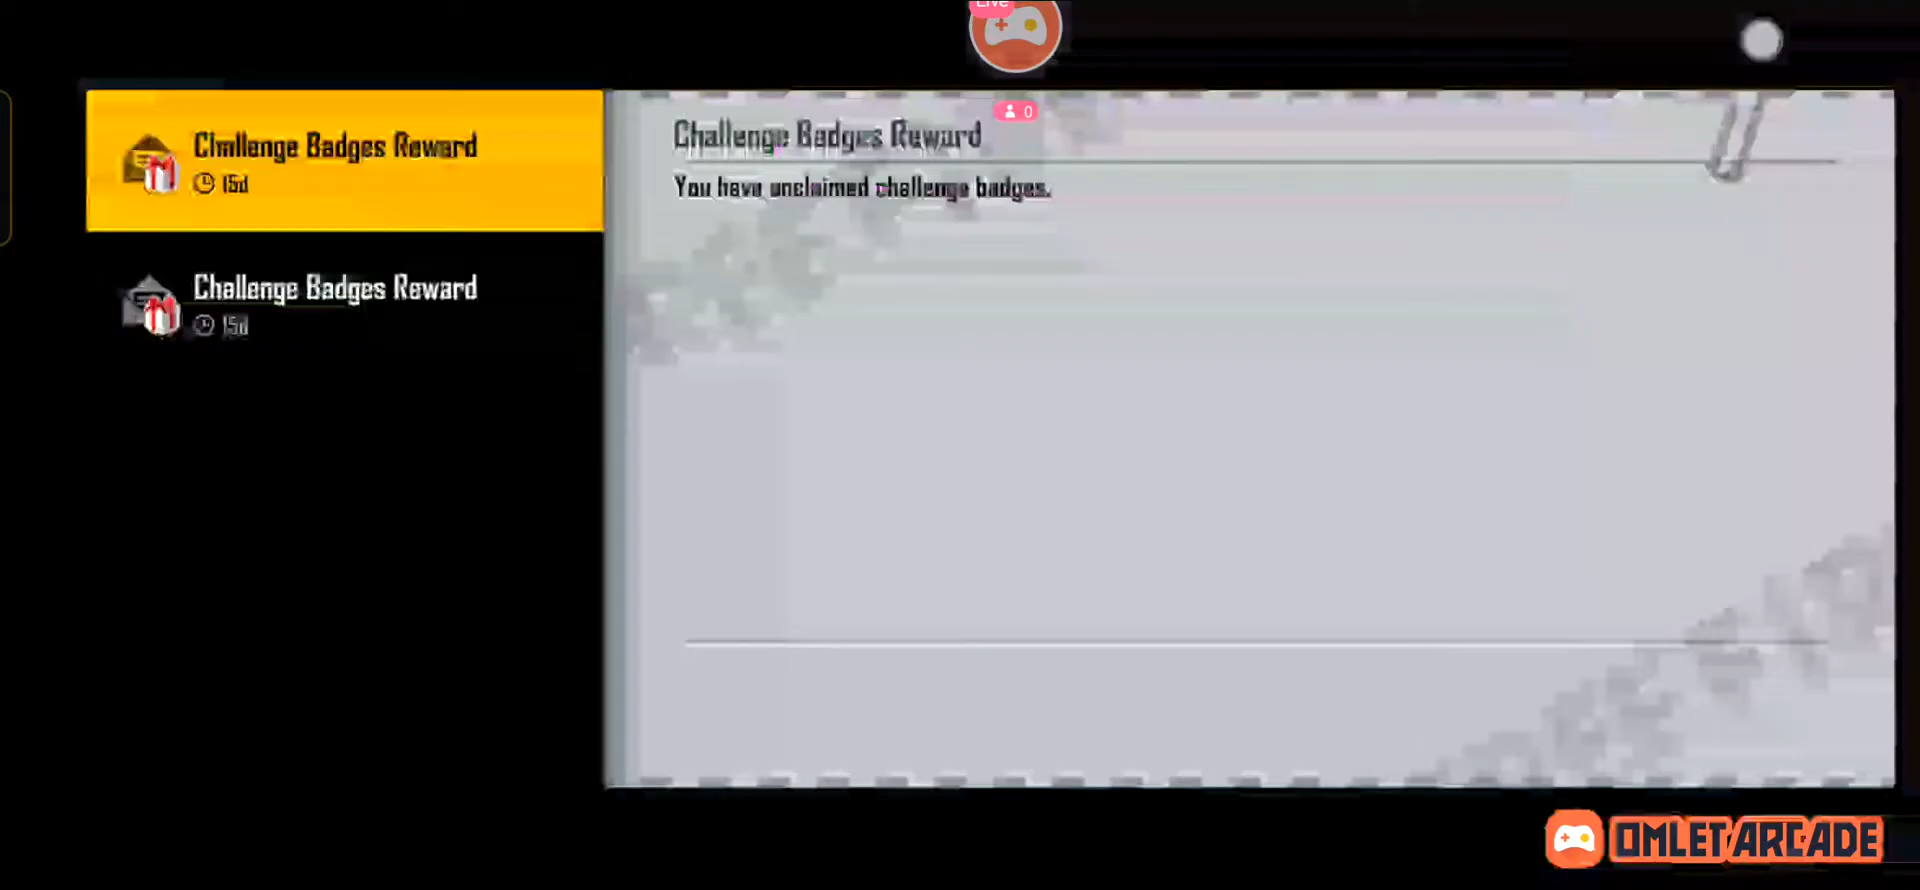 Live
0
Challenge Badges Reward
15d
Challenge Badges Reward
15d
Challenge Badges Reward
You have unclaimed challenge badges.
OMLET ARCADE